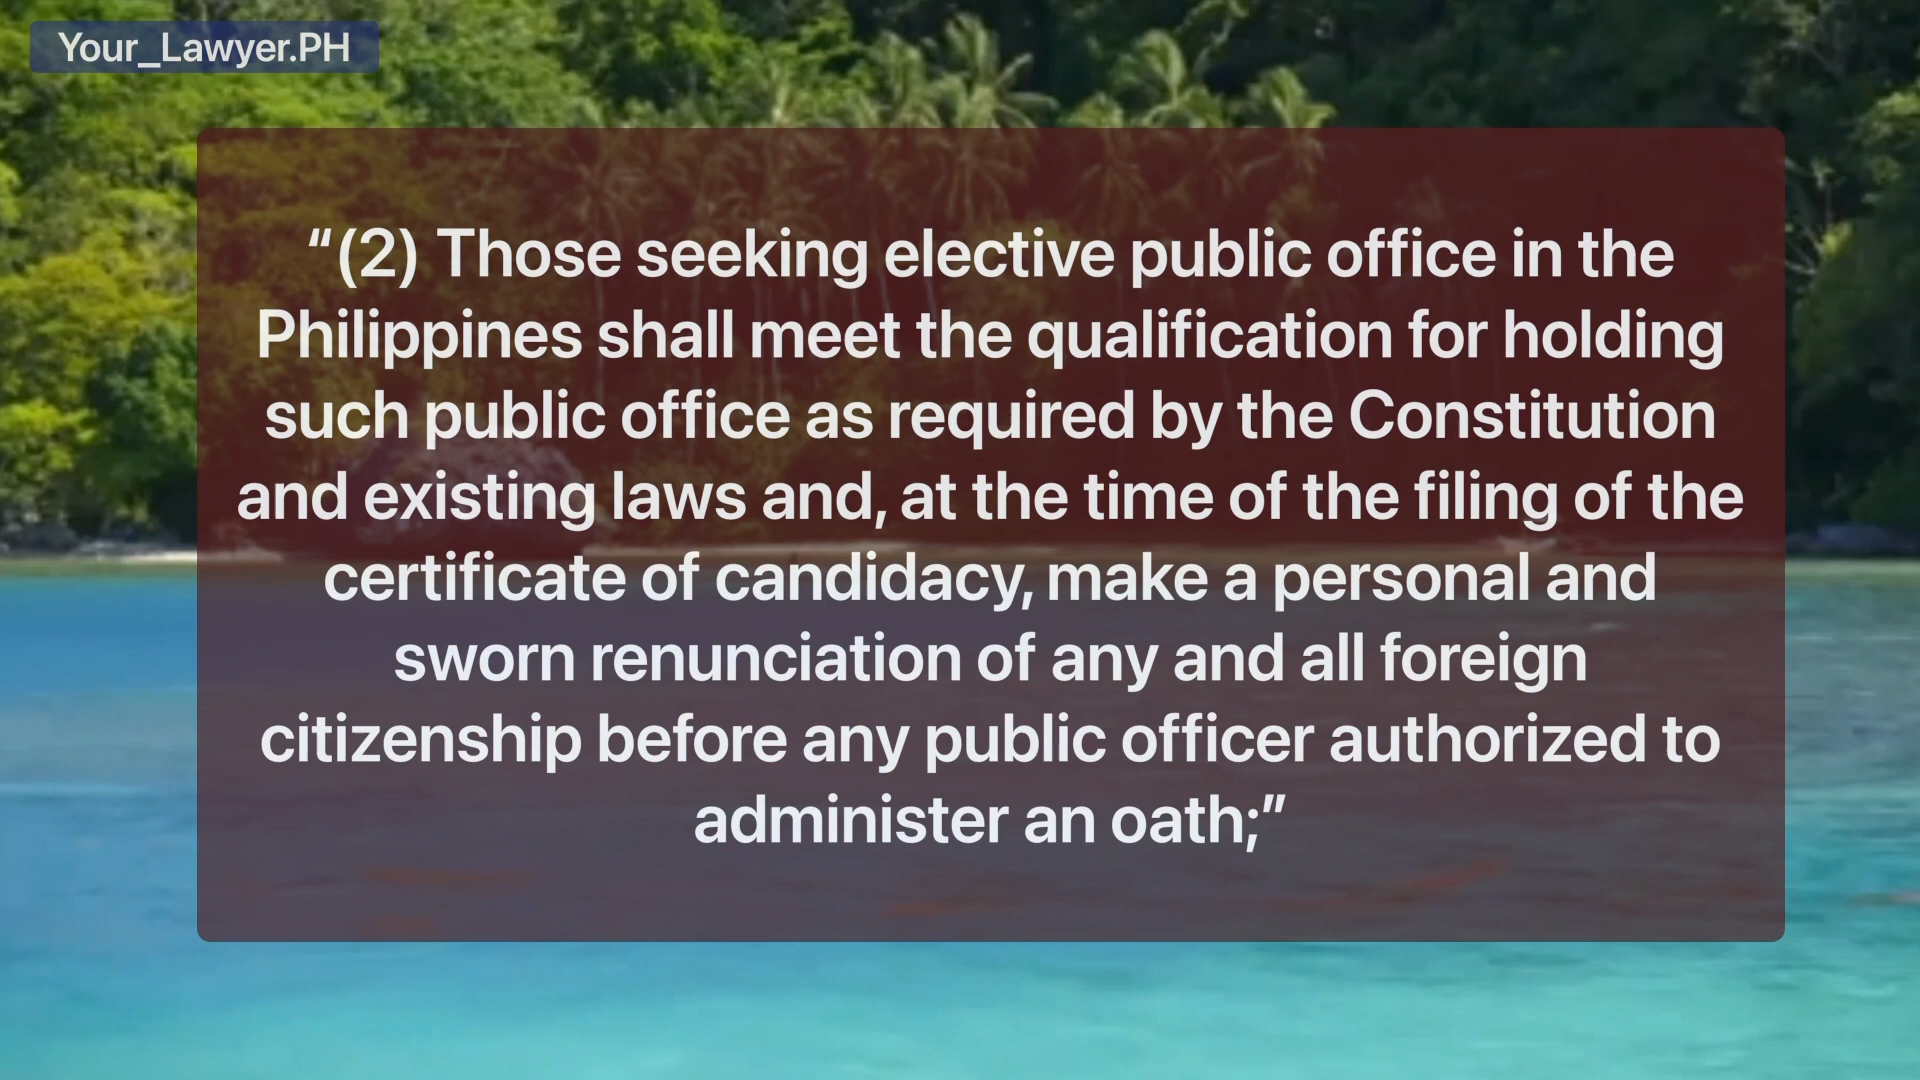 Your_Lawyer.PH
“(2) Those seeking elective public office in the
Philippines shall meet the qualification for holding
such public office as required by the Constitution
and existing laws and, at the time of the filing of the
certificate of candidacy, make a personal and
sworn renunciation of any and all foreign
citizenship before any public officer authorized to
administer an oath;”